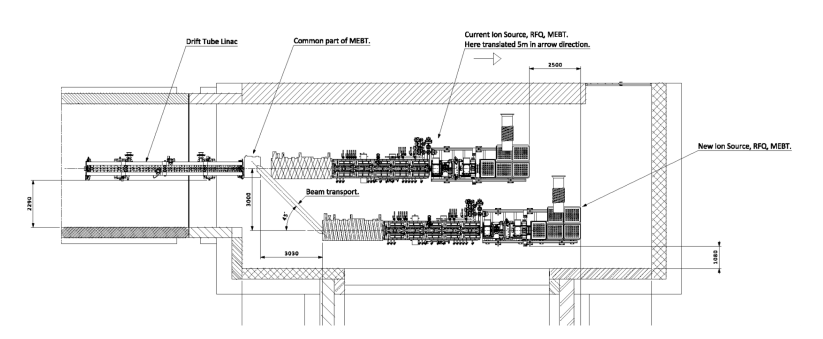 Current Ion Source, RFQ, MEBT.
Here translated 5m in arrow direction.
Drift Tube Linac
Common part of MEBT.
2500
New Ion Source, RFQ, MEBT.
Beam transport.
2290
3000
45°
3030
1080